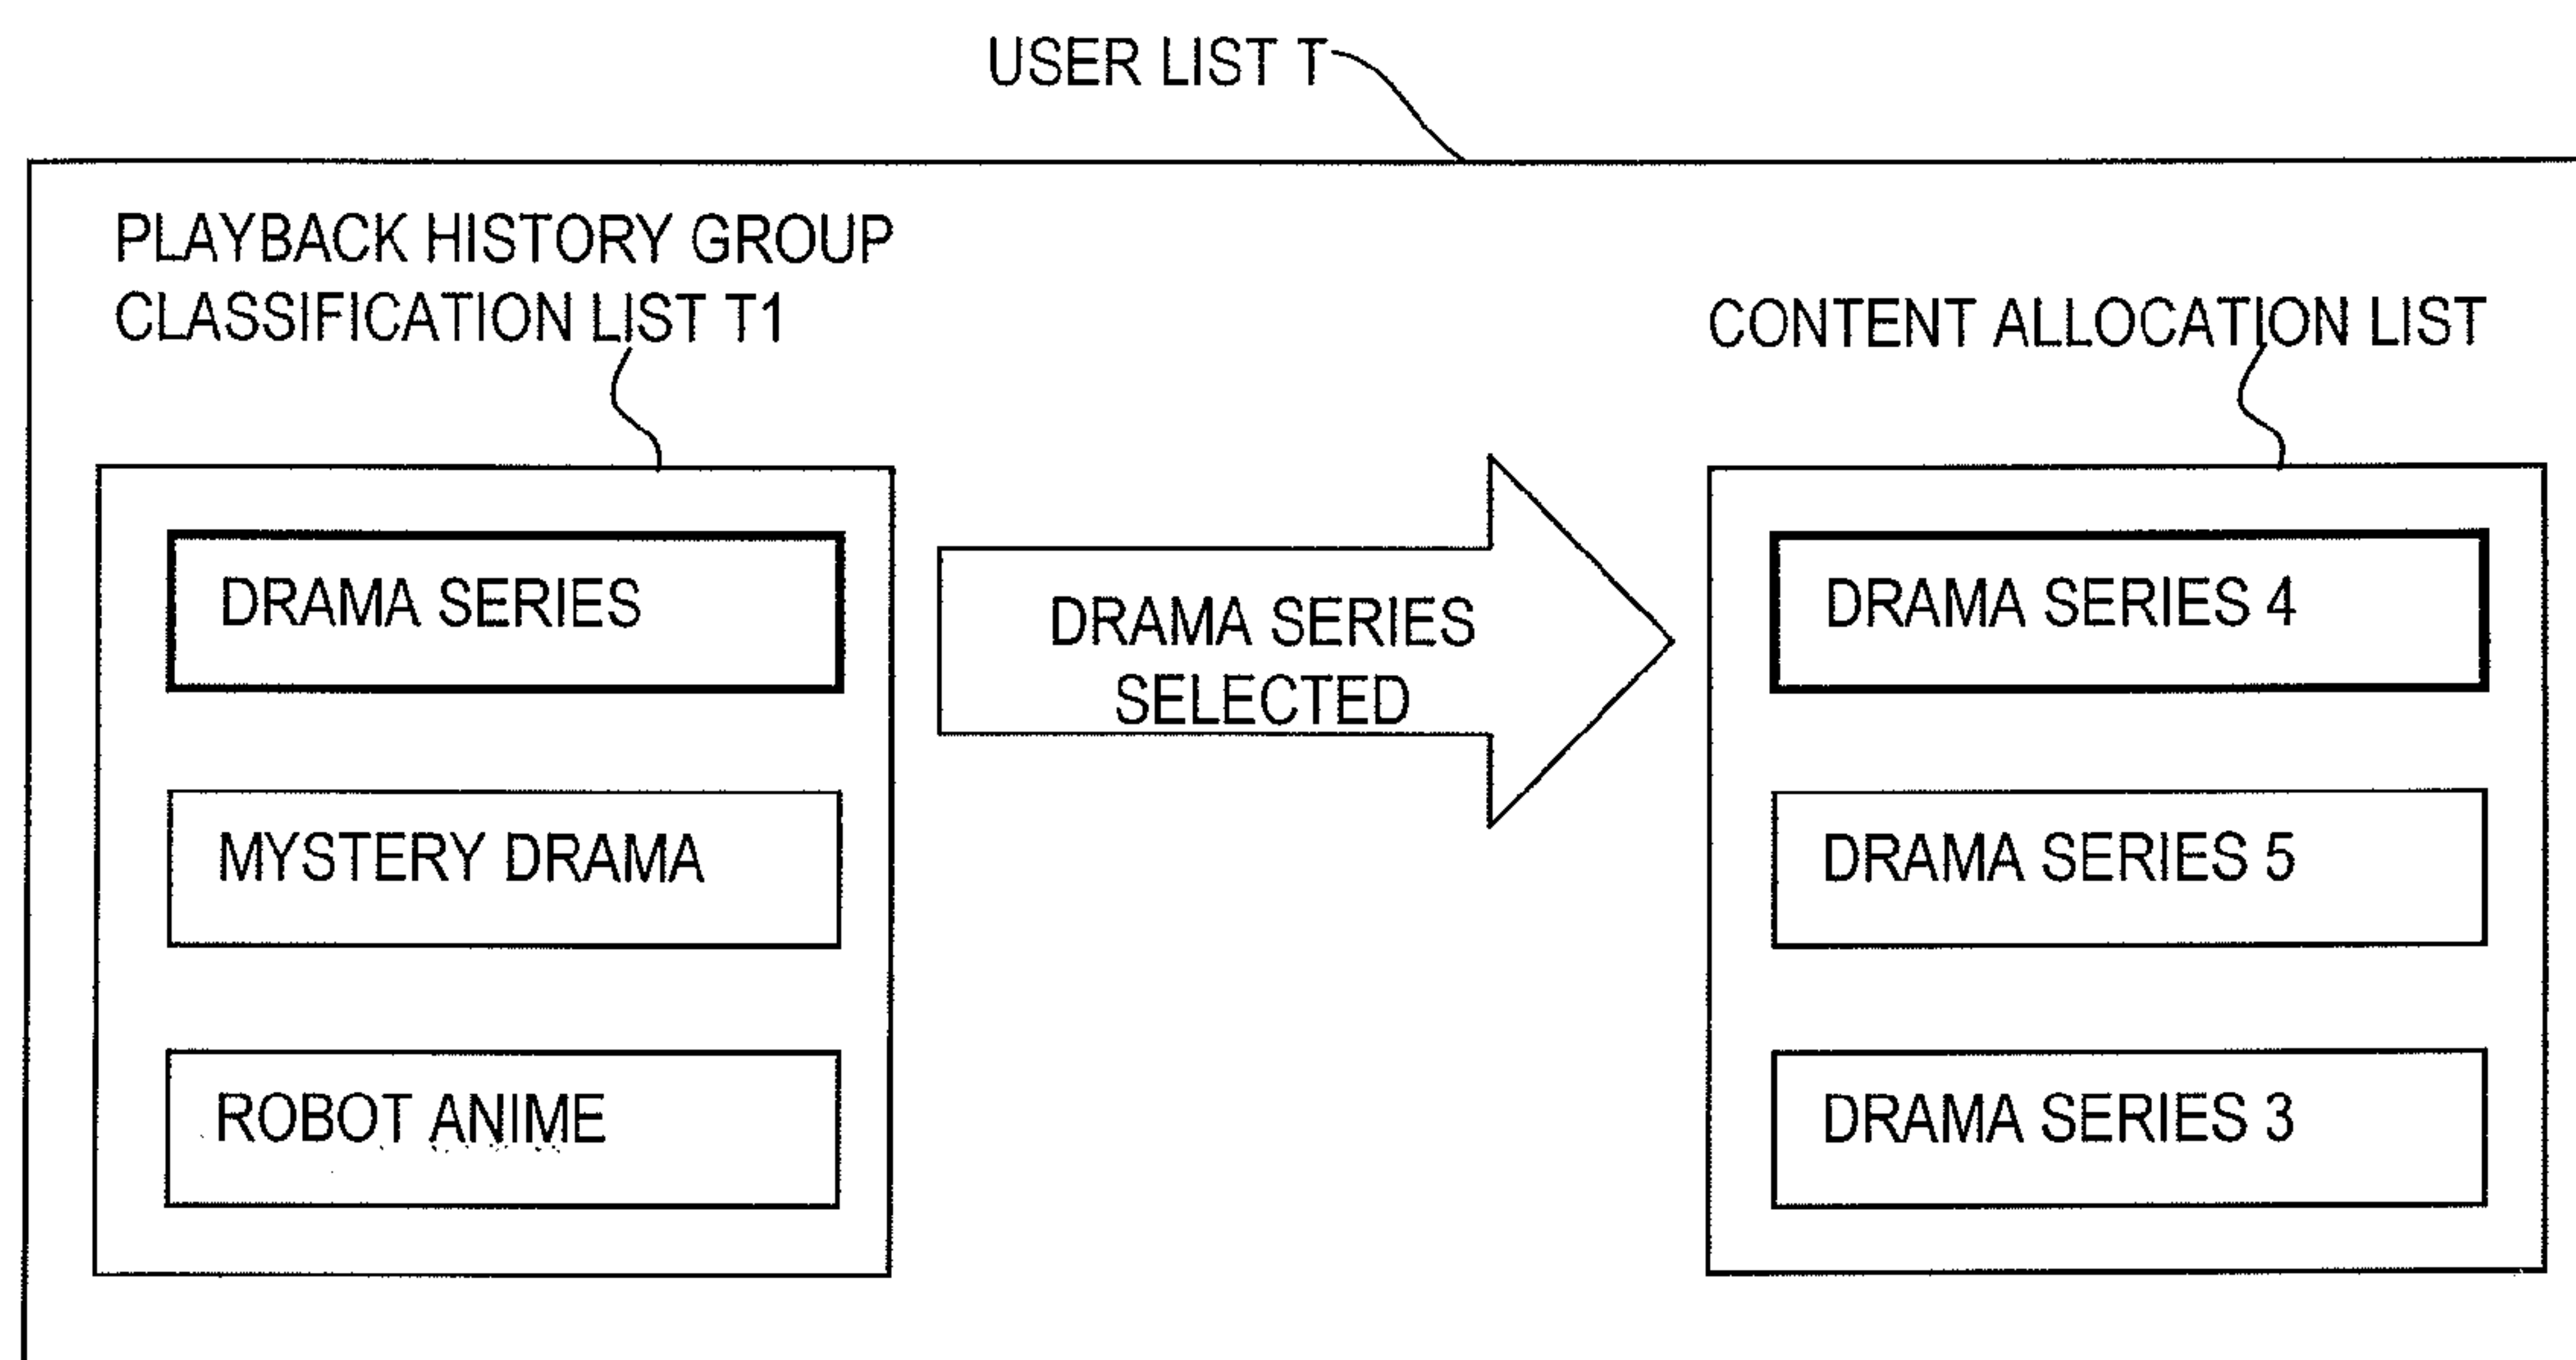 USER LIST T
PLAYBACK HISTORY GROUP
CLASSIFICATION LIST T1
CONTENT ALLOCATION LIST
DRAMA SERIES
MYSTERY DRAMA
ROBOT ANIME
DRAMA SERIES
SELECTED
DRAMA SERIES 4
DRAMA SERIES 5
DRAMA SERIES 3